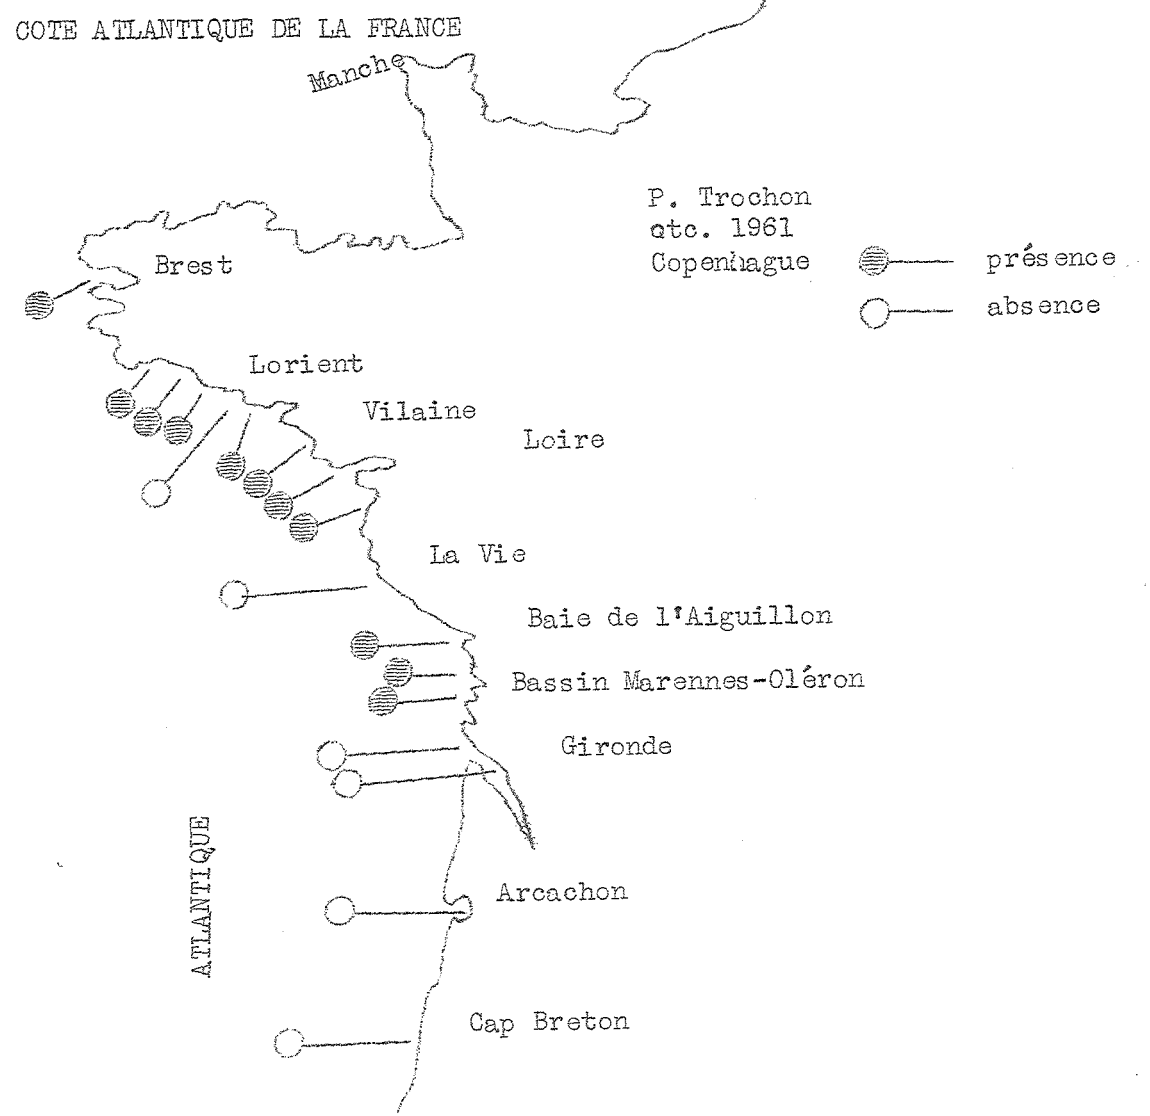 COTE ATLANTIQUE DE LA FRANCE
Manche
P. Trochon
etc. 1961
Copenhague
présence
absence
Brest
Lorient
Vilaine
Loire
La Vie
Baie de l'Aiguillon
Bassin Marennes-Oléron
Gironde
ATLANTIQUE
Arcachon
Cap Breton